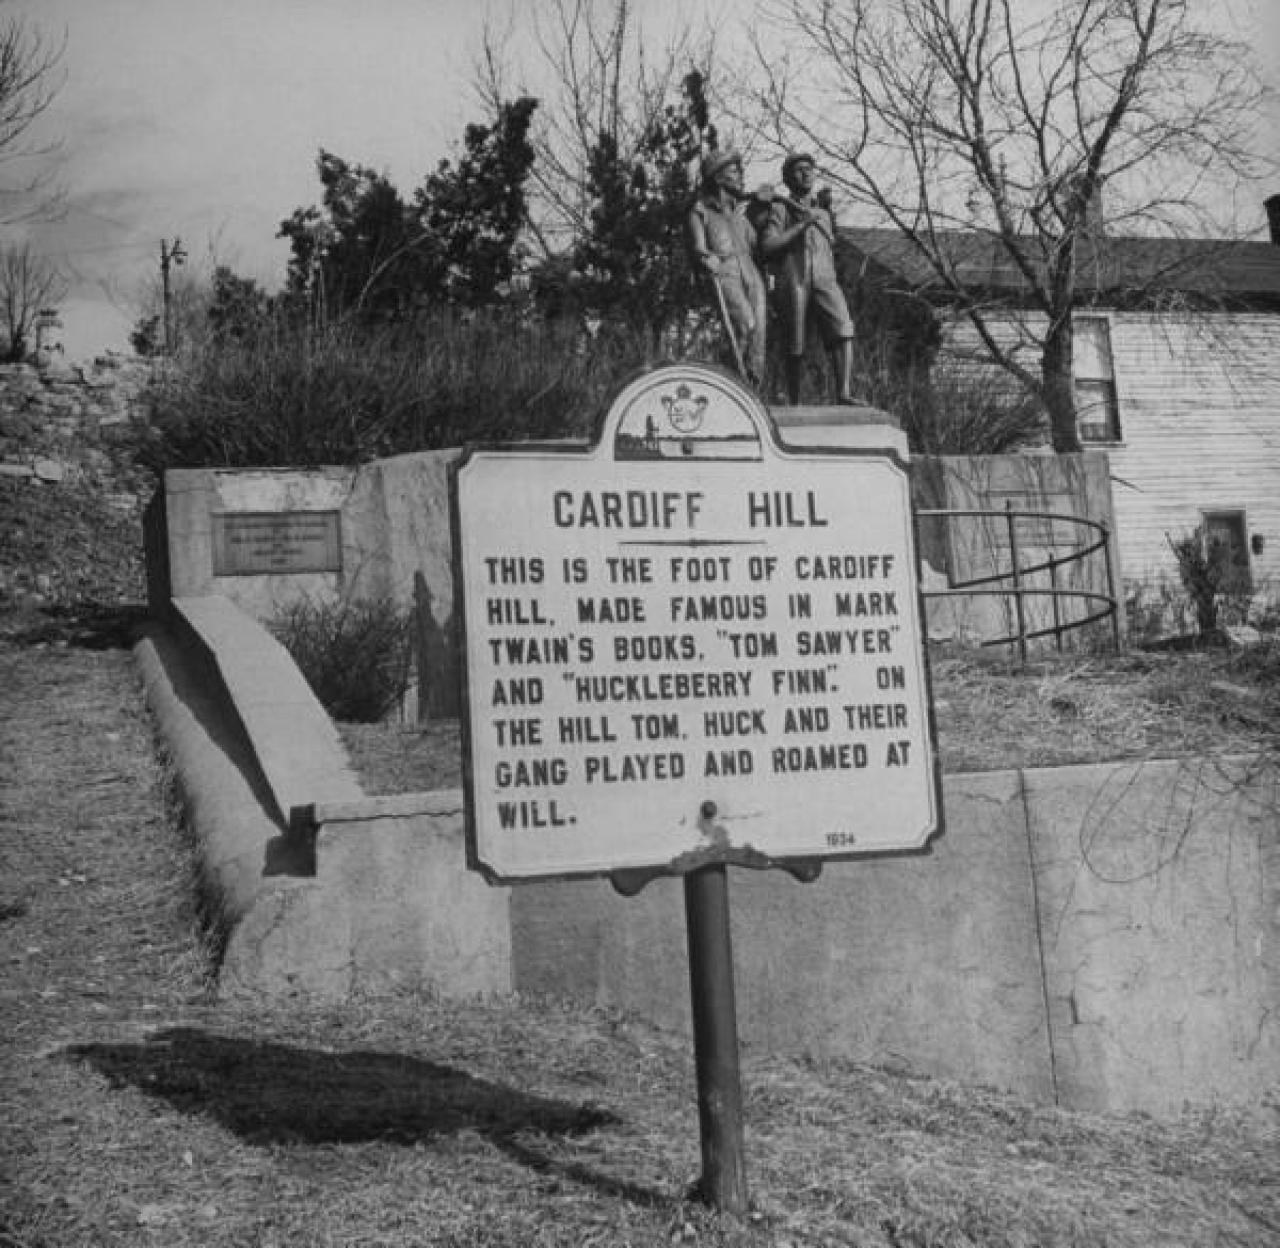 CARDIFF HILL
THIS IS THE FOOT OF CARDIFF
HILL, MADE FAMOUS IN MARK
TWAIN'S BOOKS, "TOM SAWYER"
AND "HUCKLEBERRY FINN". ON
THE HILL TOM, HUCK AND THEIR
GANG PLAYED AND ROAMED AT
WILL.
1934